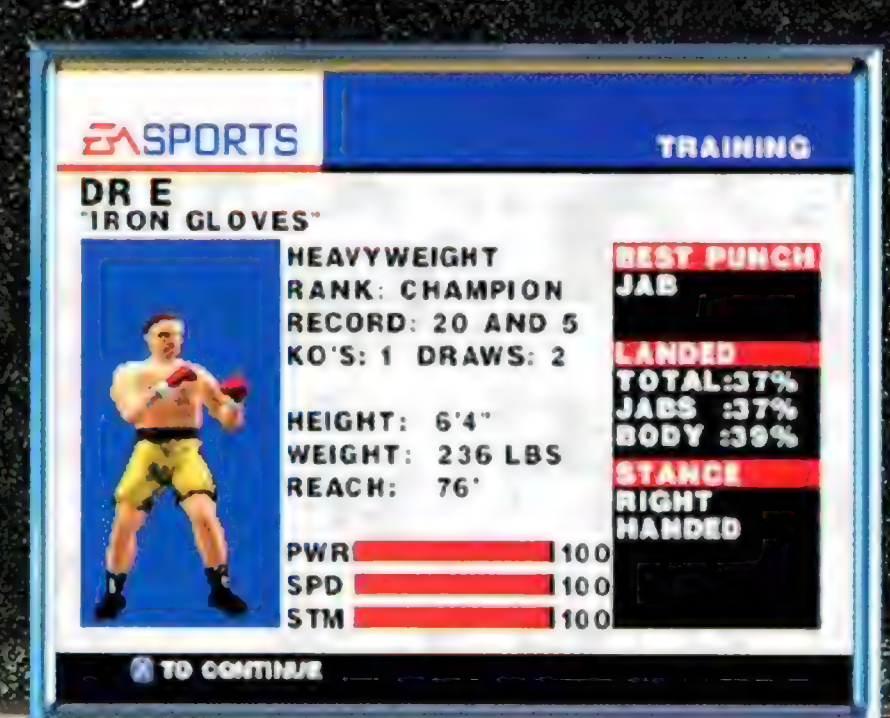 EA SPORTS
TRAINING
DR E
"IRON GLOVES"
HEAVYWEIGHT
RANK: CHAMPION
RECORD: 20 AND 5
KO'S: 1 DRAWS: 2
HEIGHT: 6'4"
WEIGHT: 236 LBS
REACH: 76'
PWR 100
SPD 100
STM 100
BEST PUNCH
JAB
LANDED
TOTAL:37%
JABS :37%
BODY :39%
STANCE
RIGHT
HANDED
X TO CONTINUE